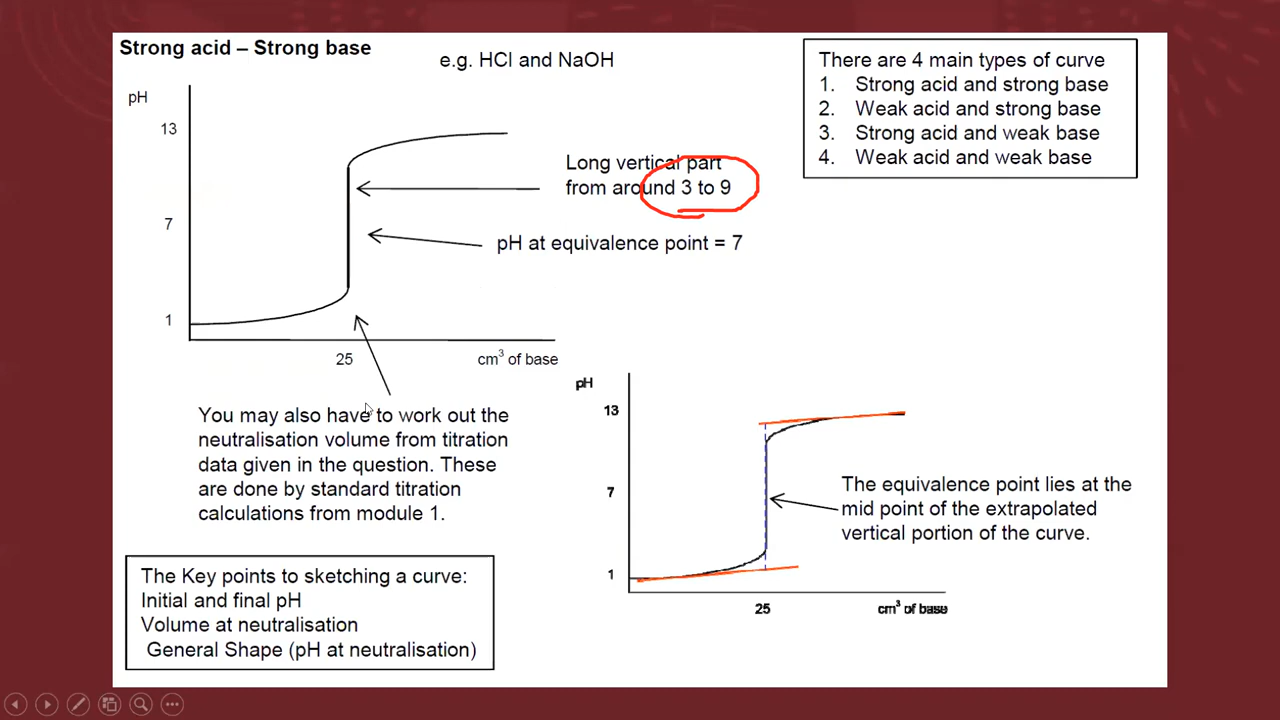 Strong acid – Strong base
e.g. HCl and NaOH
pH
13
7
1
25
cm³ of base
Long vertical part
from around 3 to 9
pH at equivalence point = 7
There are 4 main types of curve
1. Strong acid and strong base
2. Weak acid and strong base
3. Strong acid and weak base
4. Weak acid and weak base
You may also have to work out the
neutralisation volume from titration
data given in the question. These
are done by standard titration
calculations from module 1.
The Key points to sketching a curve:
Initial and final pH
Volume at neutralisation
General Shape (pH at neutralisation)
pH
13
7
1
25
cm³ of base
The equivalence point lies at the
mid point of the extrapolated
vertical portion of the curve.